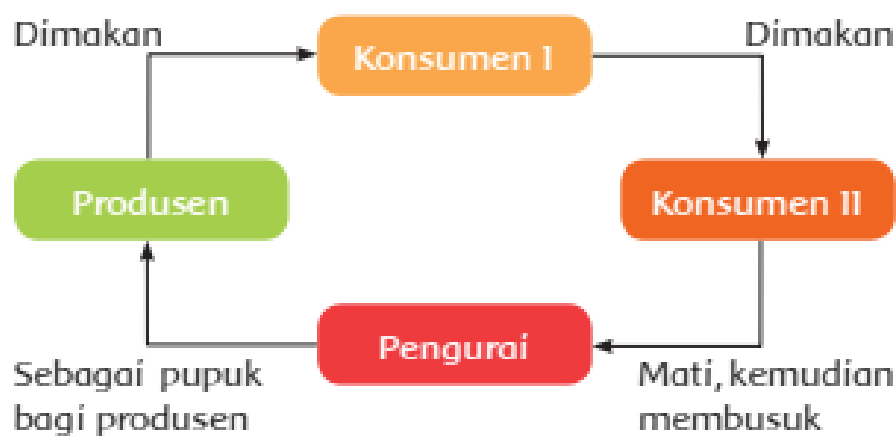 Dimakan
Konsumen I
Dimakan
Produsen
Konsumen II
Pengurai
Sebagai pupuk
bagi produsen
Mati, kemudian
membusuk